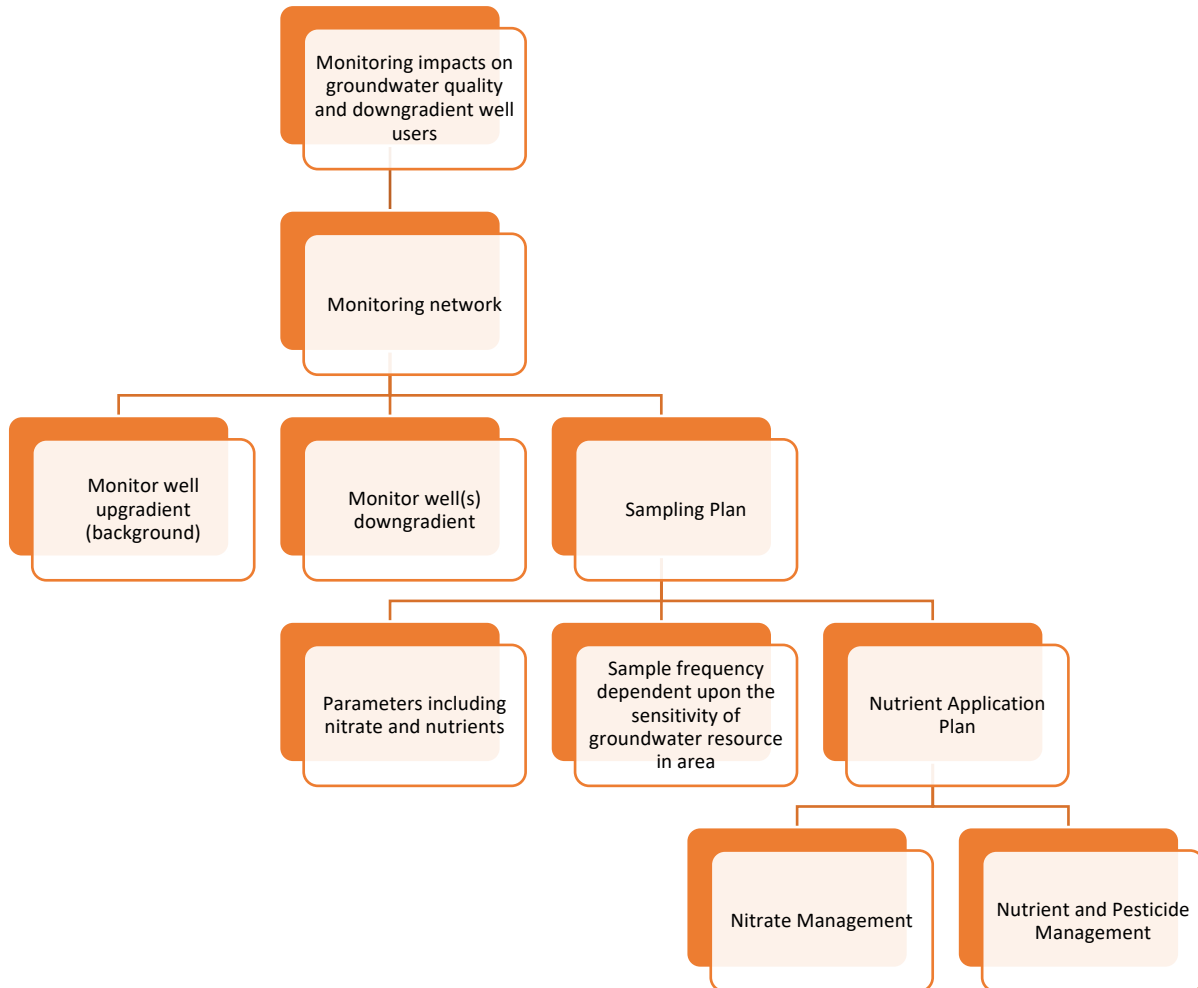 Monitoring impacts on
groundwater quality
and downgradient well
users
Monitoring network
Monitor well
upgradient
(background)
Monitor well(s)
downgradient
Sampling Plan
Parameters including
nitrate and nutrients
Sample frequency
dependent upon the
sensitivity of
groundwater resource
in area
Nutrient Application
Plan
Nitrate Management
Nutrient and Pesticide
Management